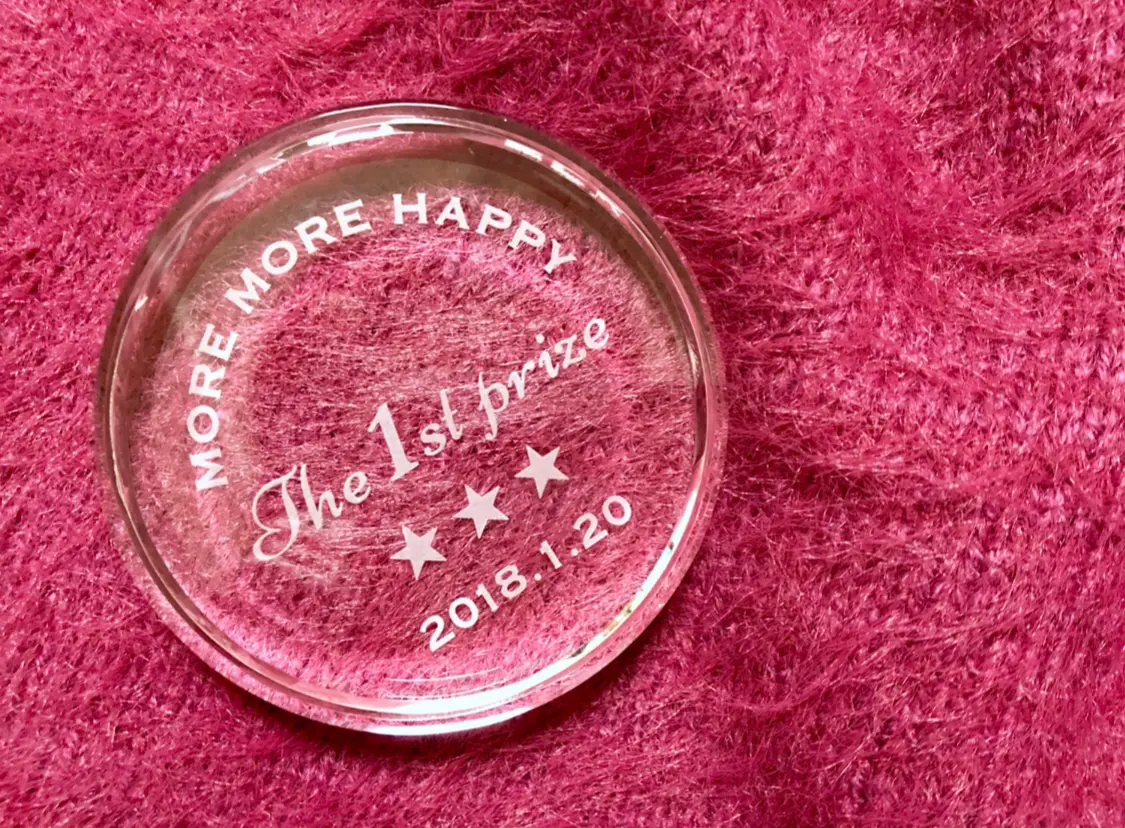 MORE MORE HAPPY
The 1st prize
2018.1.20